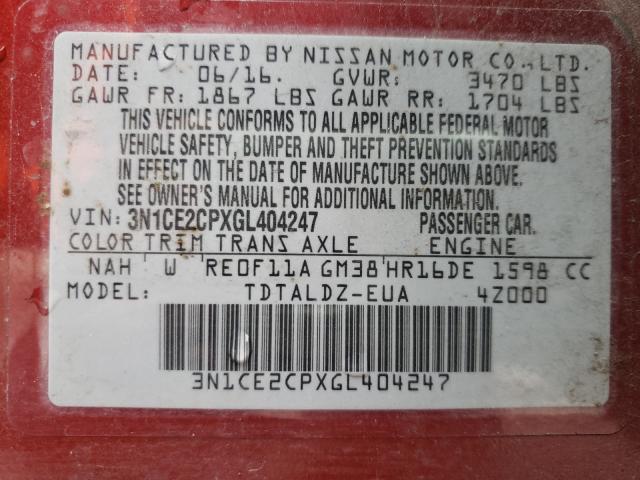 MANUFACTURED BY NISSAN MOTOR CO., LTD.
DATE: 06/16. GVWR: 3470 LBS
GAWR FR: 1867 LBS GAWR RR: 1704 LBS
THIS VEHICLE CONFORMS TO ALL APPLICABLE FEDERAL MOTOR
VEHICLE SAFETY, BUMPER AND THEFT PREVENTION STANDARDS
IN EFFECT ON THE DATE OF MANUFACTURE SHOWN ABOVE.
SEE OWNER'S MANUAL FOR ADDITIONAL INFORMATION.
VIN: 3N1CE2CPXGL404247 PASSENGER CAR.
COLOR TRIM TRANS AXLE ENGINE
NAH W RE0F11A GM38 HR16DE 1598 CC
MODEL: TDTALDZ-EUA 4Z000
3N1CE2CPXGL404247